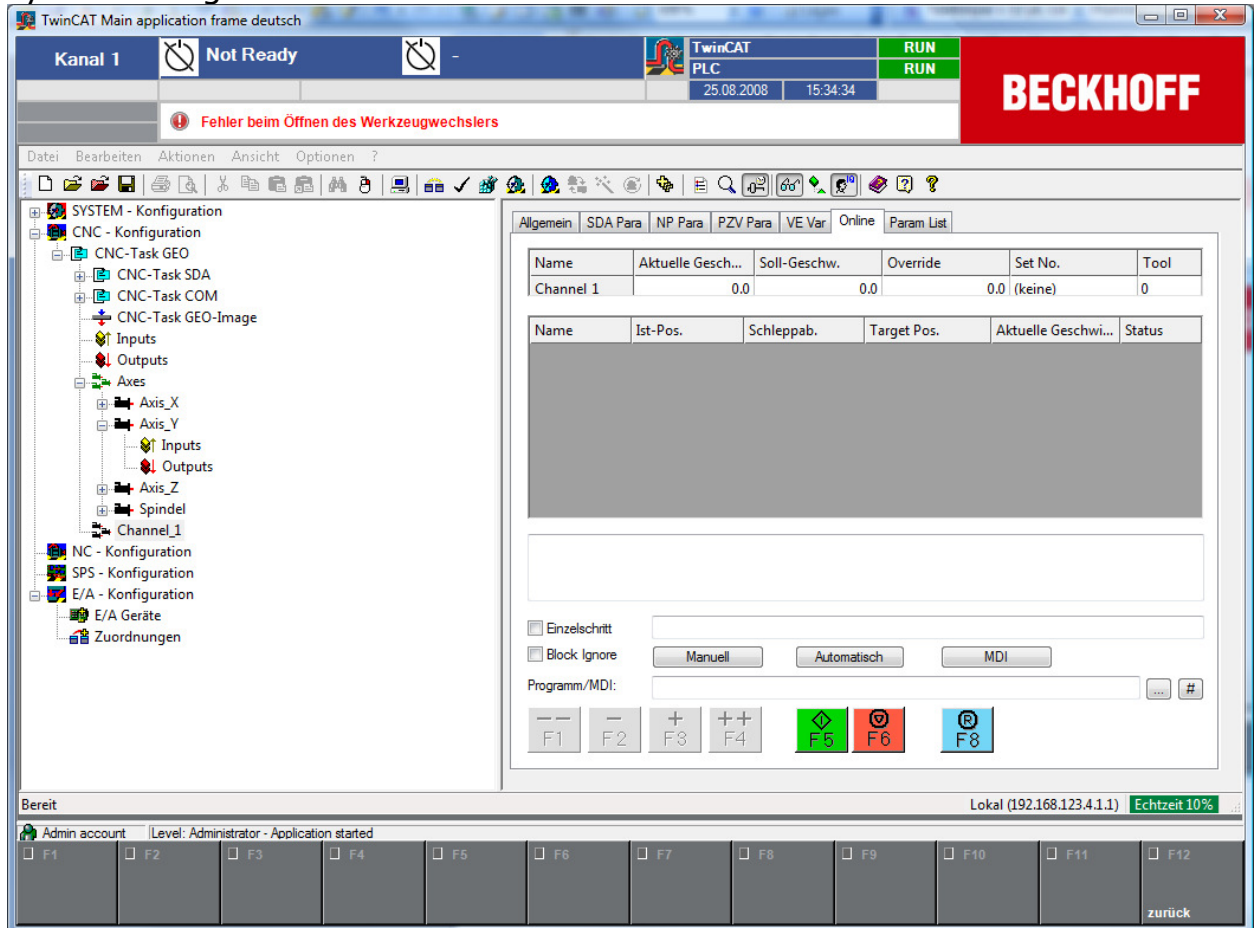 TwinCAT Main application frame deutsch
Kanal 1
Not Ready
-
TwinCAT RUN
PLC RUN
25.08.2008 15:34:34
BECKHOFF
Fehler beim Öffnen des Werkzeugwechslers
Datei Bearbeiten Aktionen Ansicht Optionen ?
SYSTEM - Konfiguration
CNC - Konfiguration
CNC-Task GEO
CNC-Task SDA
CNC-Task COM
CNC-Task GEO-Image
Inputs
Outputs
Axes
Axis_X
Axis_Y
Inputs
Outputs
Axis_Z
Spindel
Channel_1
NC - Konfiguration
SPS - Konfiguration
E/A - Konfiguration
E/A Geräte
Zuordnungen
Allgemein SDA Para NP Para PZV Para VE Var Online Param List
Name Aktuelle Gesch... Soll-Geschw. Override Set No. Tool
Channel 1 0.0 0.0 0.0 (keine) 0
Name Ist-Pos. Schleppab. Target Pos. Aktuelle Geschwi... Status
Einzelschritt
Block Ignore Manuell Automatisch MDI
Programm/MDI: ... #
-- - + ++ R
F1 F2 F3 F4 F5 F6 F8
Bereit Lokal (192.168.123.4.1.1) Echtzeit 10%
Admin account Level: Administrator - Application started
F1 F2 F3 F4 F5 F6 F7 F8 F9 F10 F11 F12
zurück